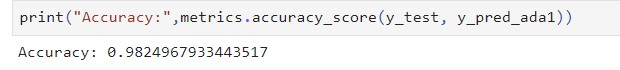 print("Accuracy:",metrics.accuracy_score(y_test, y_pred_ada1))
Accuracy: 0.9824967933443517